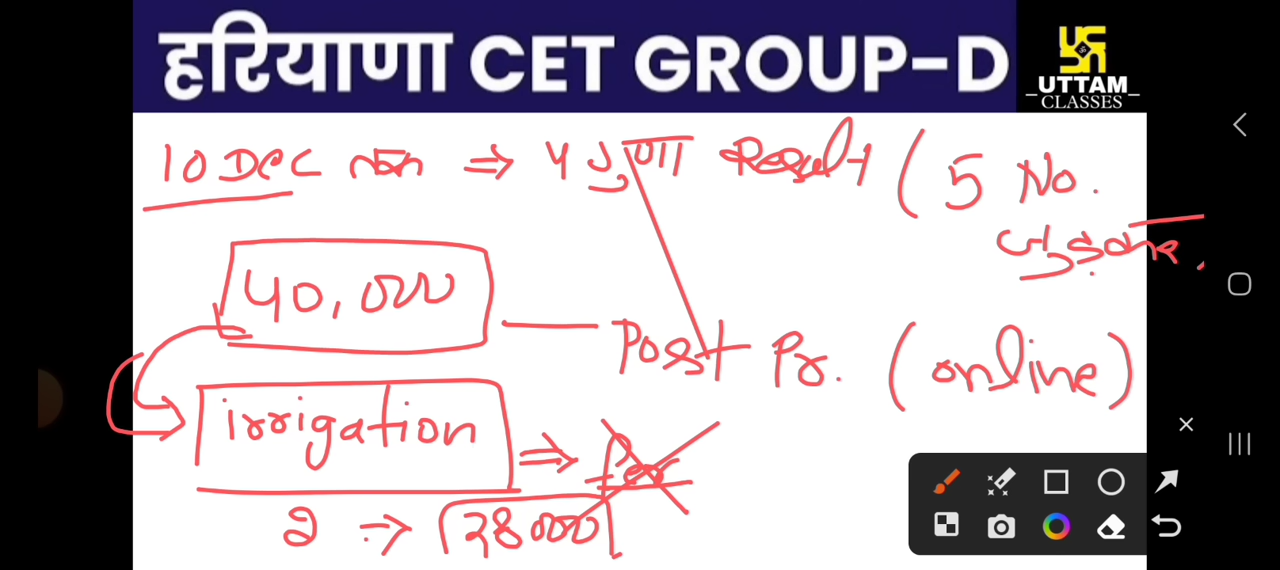 हरियाणा CET GROUP-D
UTTAM
CLASSES
10 Dec तक ⇒ 4 गुणा Result ( 5 No.
40,000 — Post Pr. (online)
irrigation ⇒
2 ⇒ 28000